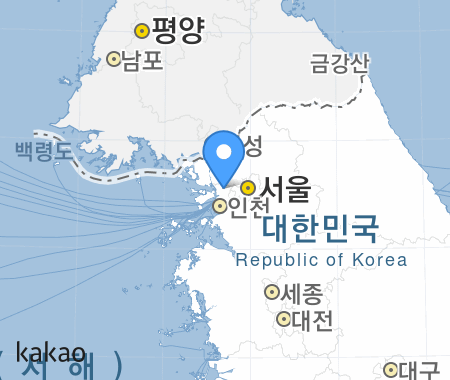 평양
남포
금강산
백령도
성
서울
인천
대한민국
Republic of Korea
세종
대전
kakao
( 서 해 )
대구